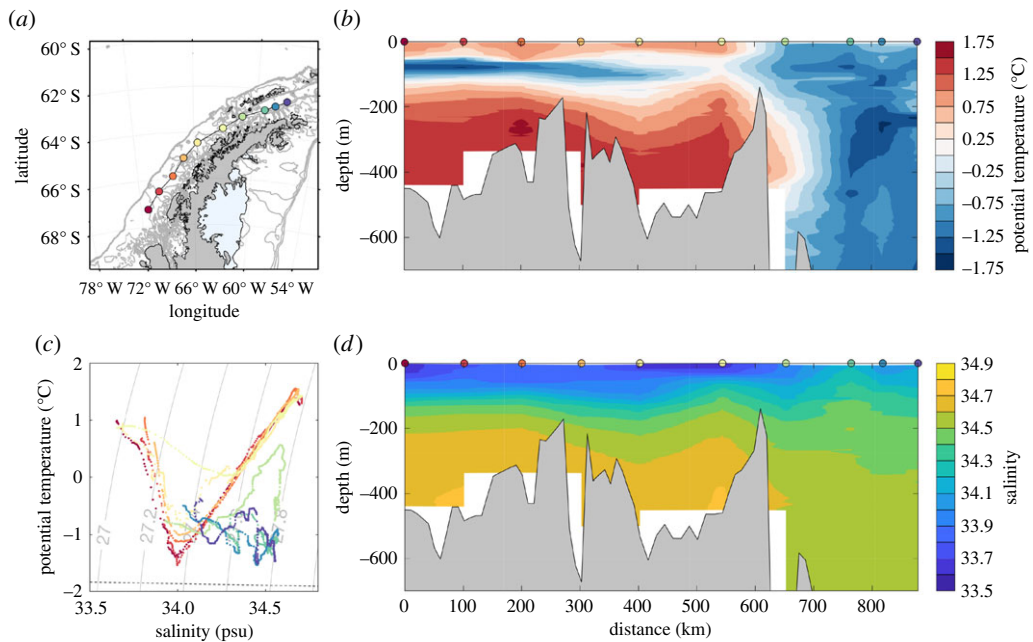 (a)
60° S
62° S
64° S
66° S
68° S
latitude
78° W 72° W 66° W 60° W 54° W
longitude
(b)
0
−200
−400
−600
depth (m)
1.75
1.25
0.75
0.25
−0.25
−0.75
−1.25
−1.75
potential temperature (°C)
(c)
2
1
0
−1
−2
potential temperature (°C)
27
27.2
33.5 34.0 34.5
salinity (psu)
(d)
0
−200
−400
−600
depth (m)
0 100 200 300 400 500 600 700 800
distance (km)
34.9
34.7
34.5
34.3
34.1
33.9
33.7
33.5
salinity